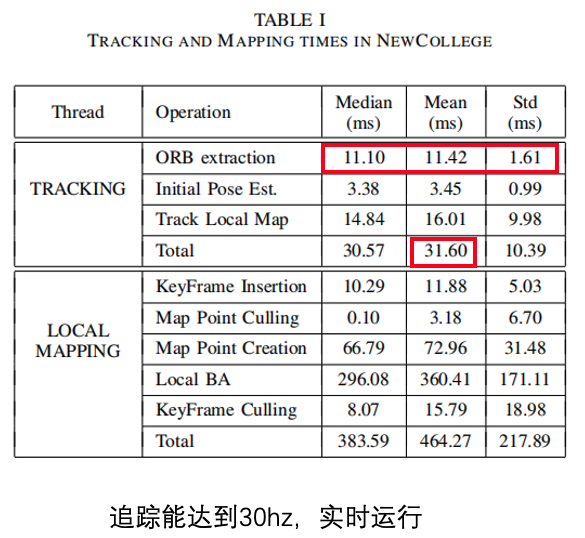 TABLE I
TRACKING AND MAPPING TIMES IN NEWCOLLEGE
Thread Operation Median (ms) Mean (ms) Std (ms)
TRACKING ORB extraction 11.10 11.42 1.61
Initial Pose Est. 3.38 3.45 0.99
Track Local Map 14.84 16.01 9.98
Total 30.57 31.60 10.39
LOCAL MAPPING KeyFrame Insertion 10.29 11.88 5.03
Map Point Culling 0.10 3.18 6.70
Map Point Creation 66.79 72.96 31.48
Local BA 296.08 360.41 171.11
KeyFrame Culling 8.07 15.79 18.98
Total 383.59 464.27 217.89
追踪能达到30hz，实时运行